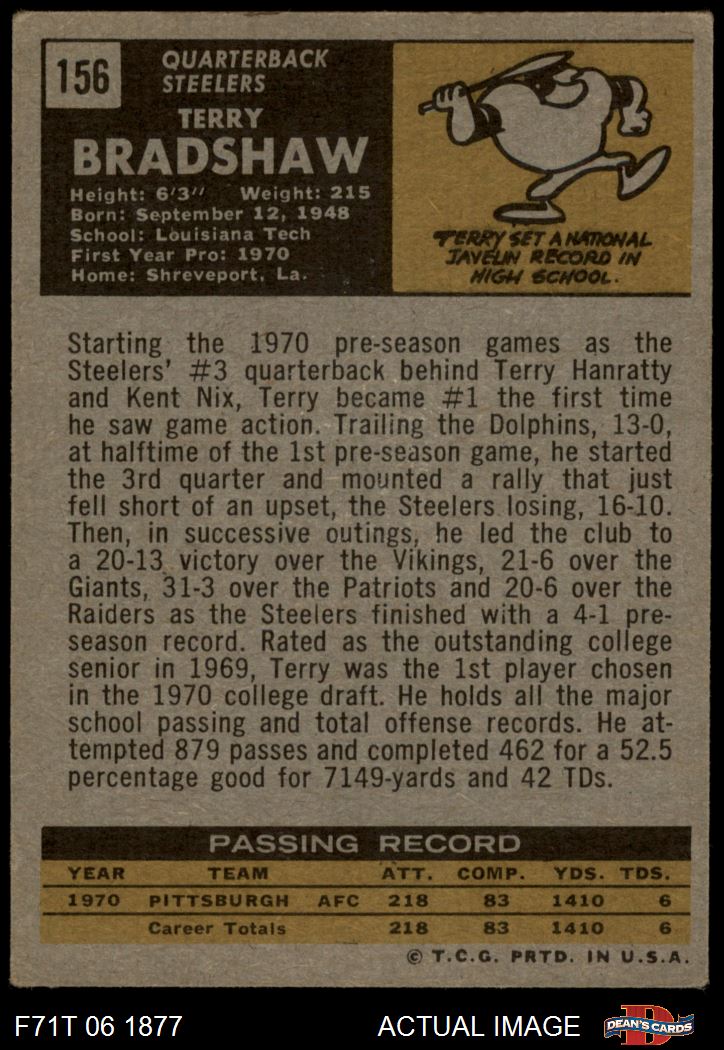 156
QUARTERBACK
STEELERS
TERRY
BRADSHAW
Height: 6'3" Weight: 215
Born: September 12, 1948
School: Louisiana Tech
First Year Pro: 1970
Home: Shreveport, La.
TERRY SET A NATIONAL
JAVELIN RECORD IN
HIGH SCHOOL.
Starting the 1970 pre-season games as the
Steelers' #3 quarterback behind Terry Hanratty
and Kent Nix, Terry became #1 the first time
he saw game action. Trailing the Dolphins, 13-0,
at halftime of the 1st pre-season game, he started
the 3rd quarter and mounted a rally that just
fell short of an upset, the Steelers losing, 16-10.
Then, in successive outings, he led the club to
a 20-13 victory over the Vikings, 21-6 over the
Giants, 31-3 over the Patriots and 20-6 over the
Raiders as the Steelers finished with a 4-1 pre-
season record. Rated as the outstanding college
senior in 1969, Terry was the 1st player chosen
in the 1970 college draft. He holds all the major
school passing and total offense records. He at-
tempted 879 passes and completed 462 for a 52.5
percentage good for 7149-yards and 42 TDs.
PASSING RECORD
YEAR TEAM ATT. COMP. YDS. TDS.
1970 PITTSBURGH AFC 218 83 1410 6
Career Totals 218 83 1410 6
© T.C.G. PRTD. IN U.S.A.
F71T 06 1877 ACTUAL IMAGE D DEAN'S CARDS